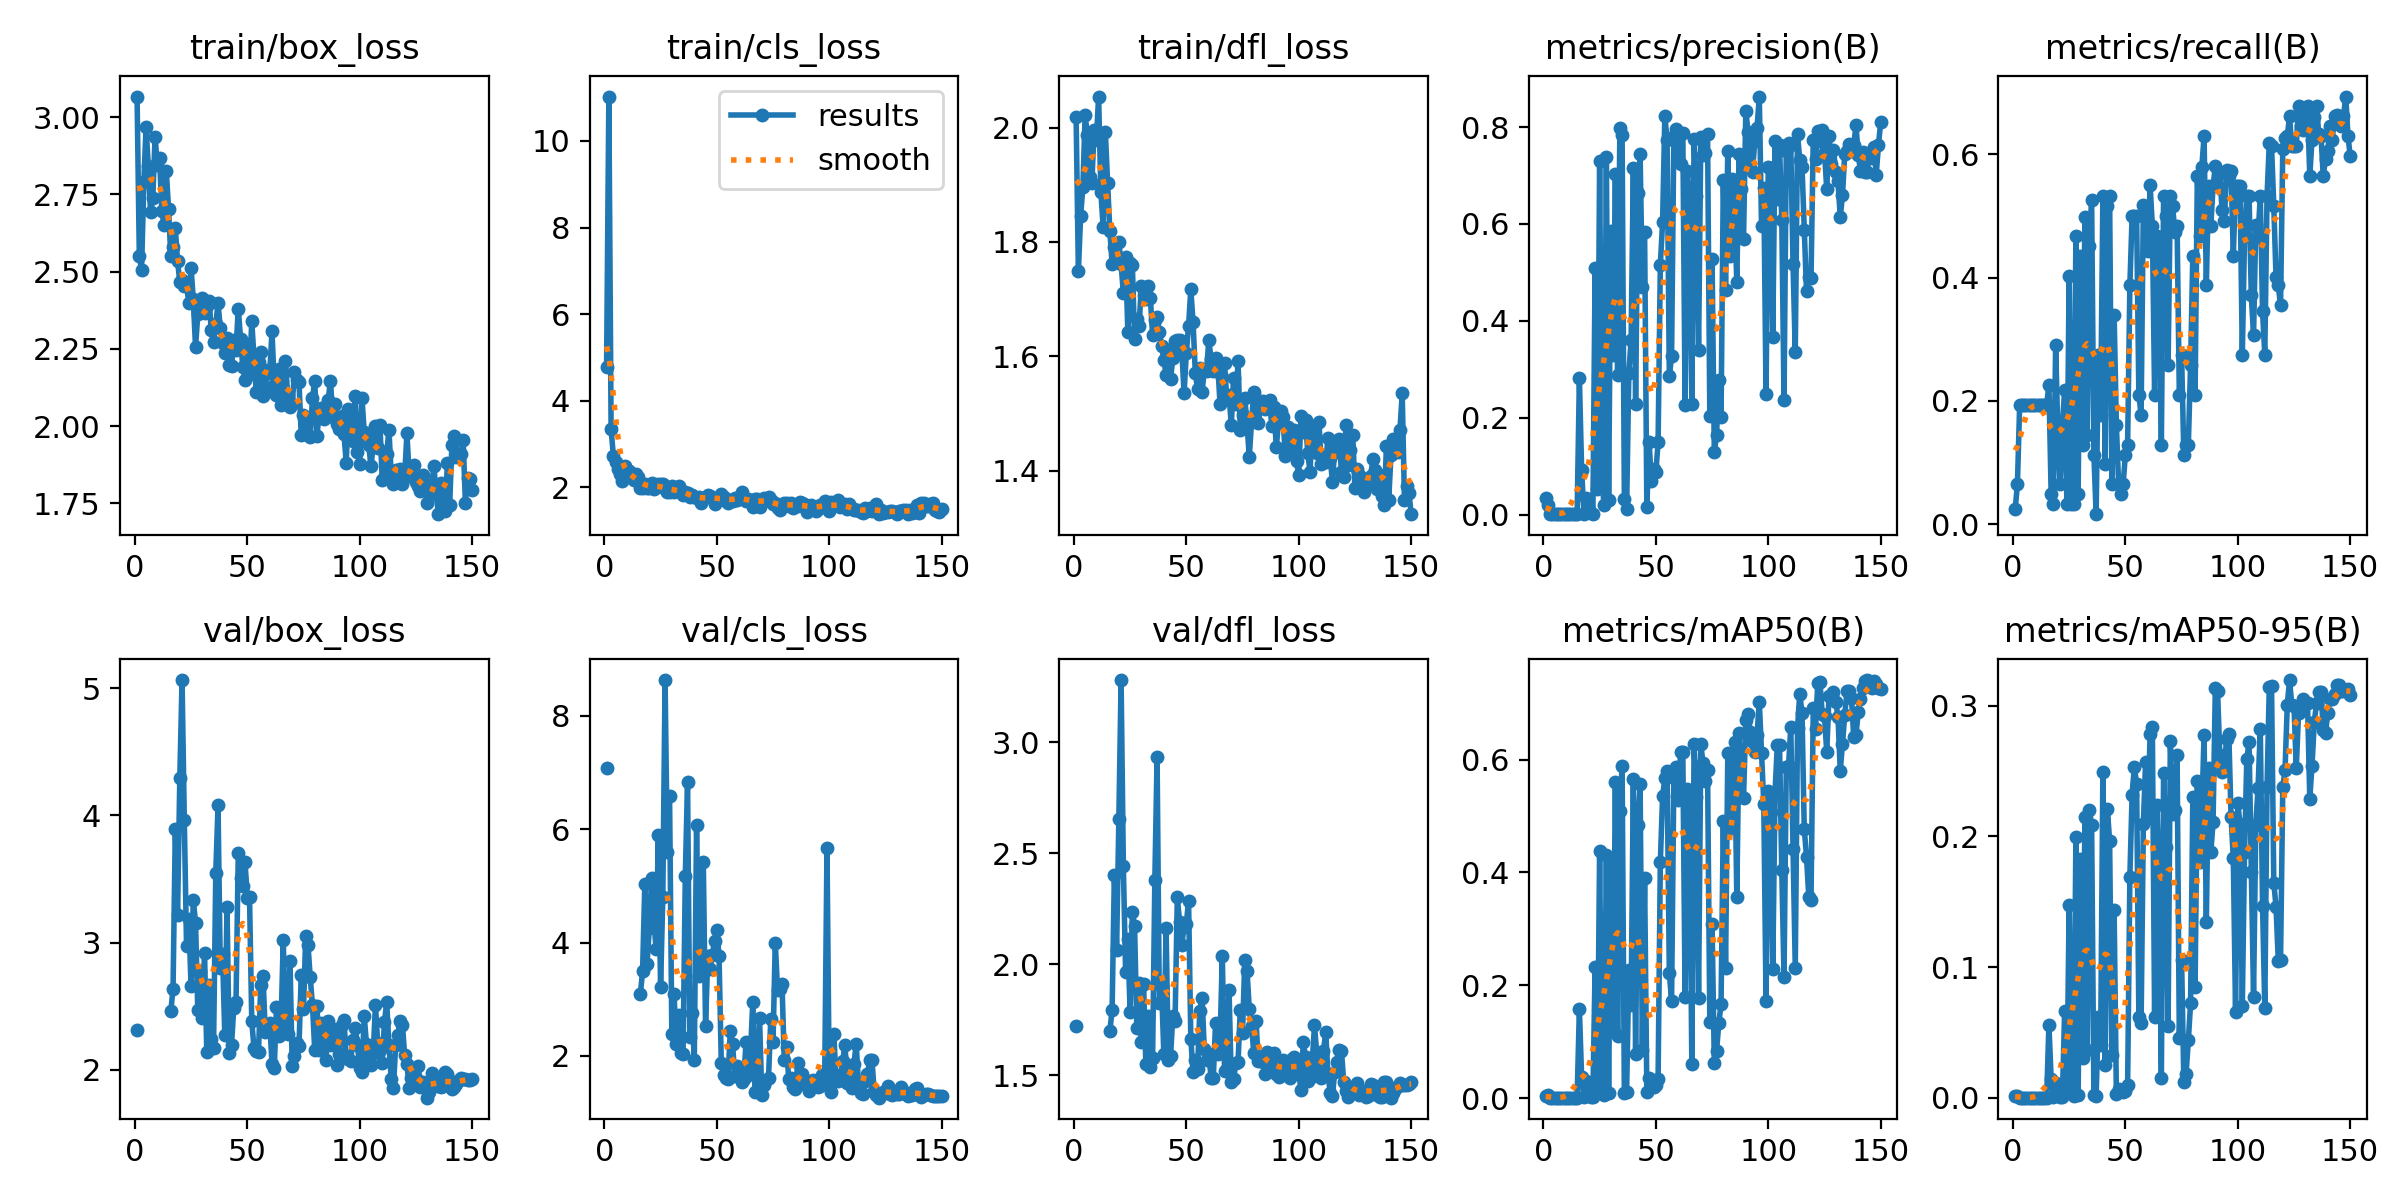 train/box_loss
train/cls_loss
train/dfl_loss
metrics/precision(B)
metrics/recall(B)
3.00
2.75
2.50
2.25
2.00
1.75
0 50 100 150
10
8
6
4
2
results
smooth
0 50 100 150
2.0
1.8
1.6
1.4
0 50 100 150
0.8
0.6
0.4
0.2
0.0
0 50 100 150
0.6
0.4
0.2
0.0
0 50 100 150
val/box_loss
val/cls_loss
val/dfl_loss
metrics/mAP50(B)
metrics/mAP50-95(B)
5
4
3
2
0 50 100 150
8
6
4
2
0 50 100 150
3.0
2.5
2.0
1.5
0 50 100 150
0.6
0.4
0.2
0.0
0 50 100 150
0.3
0.2
0.1
0.0
0 50 100 150